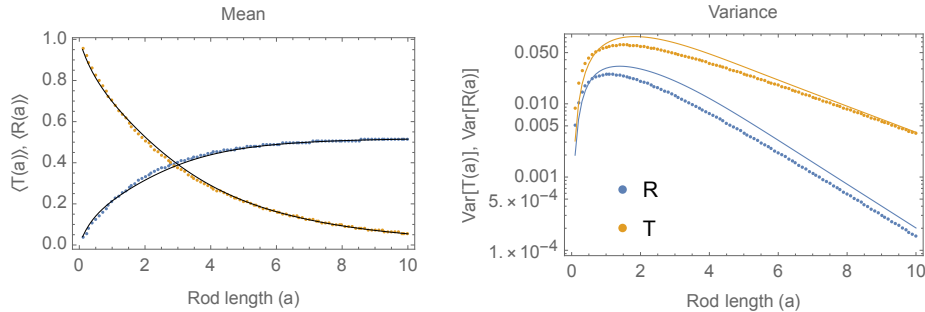 Mean
⟨T(a)⟩, ⟨R(a)⟩
1.0
0.8
0.6
0.4
0.2
0.0
0
2
4
6
8
10
Rod length (a)
Variance
Var[T(a)], Var[R(a)]
0.050
0.010
0.005
0.001
5. × 10⁻⁴
1. × 10⁻⁴
R
T
0
2
4
6
8
10
Rod length (a)